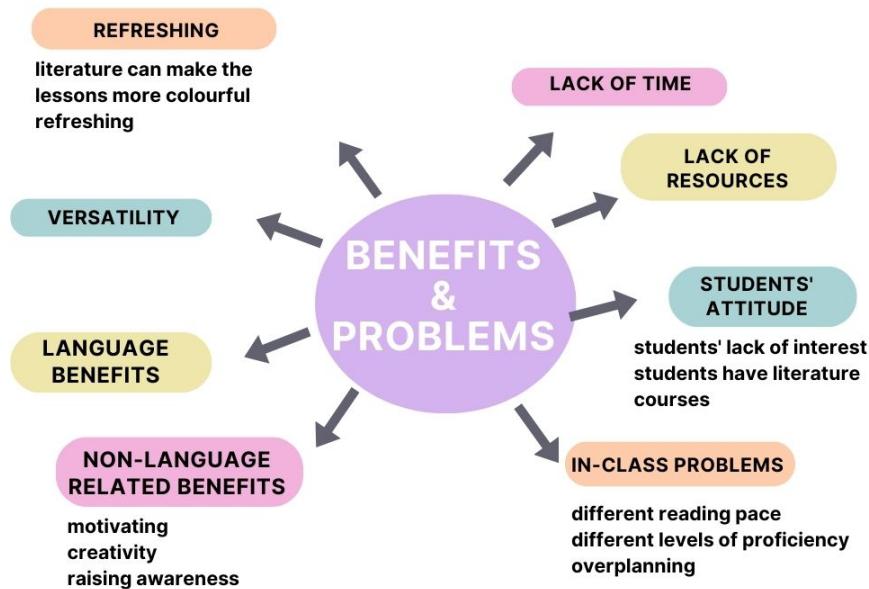 REFRESHING
literature can make the
lessons more colourful
refreshing
VERSATILITY
LANGUAGE
BENEFITS
NON-LANGUAGE
RELATED BENEFITS
motivating
creativity
raising awareness
BENEFITS
&
PROBLEMS
LACK OF TIME
LACK OF
RESOURCES
STUDENTS'
ATTITUDE
students' lack of interest
students have literature
courses
IN-CLASS PROBLEMS
different reading pace
different levels of proficiency
overplanning